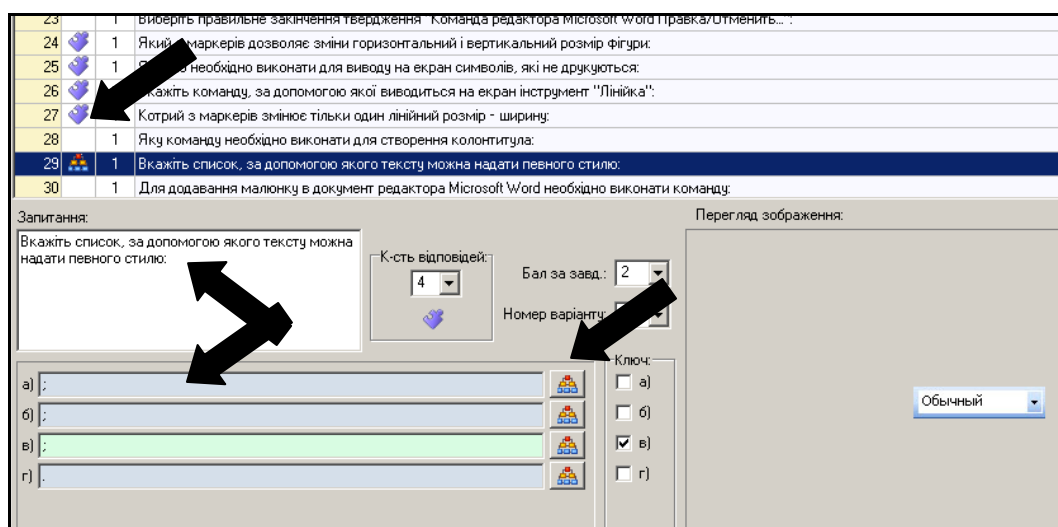 23 1 Виберіть правильне закінчення твердження "Команда редактора Microsoft Word Правка/Отменить...":
24 1 Який маркерів дозволяє зміни горизонтальний і вертикальний розмір фігури:
25 1 необхідно виконати для виводу на екран символів, які не друкуються:
26 кажіть команду, за допомогою якої виводиться на екран інструмент "Лінійка":
27 Котрий з маркерів змінює тільки один лінійний розмір - ширину:
28 1 Яку команду необхідно виконати для створення колонтитула:
29 1 Вкажіть список, за допомогою якого тексту можна надати певного стилю:
30 1 Для додавання малюнку в документ редактора Microsoft Word необхідно виконати команду:
Запитання:
Перегляд зображення:
Вкажіть список, за допомогою якого тексту можна
надати певного стилю:
К-сть відповідей:
4
Бал за завд.: 2
Номер варіанту:
Ключ:
а) ; а)
б) ; б)
в) ; в)
г) . г)
Обычный